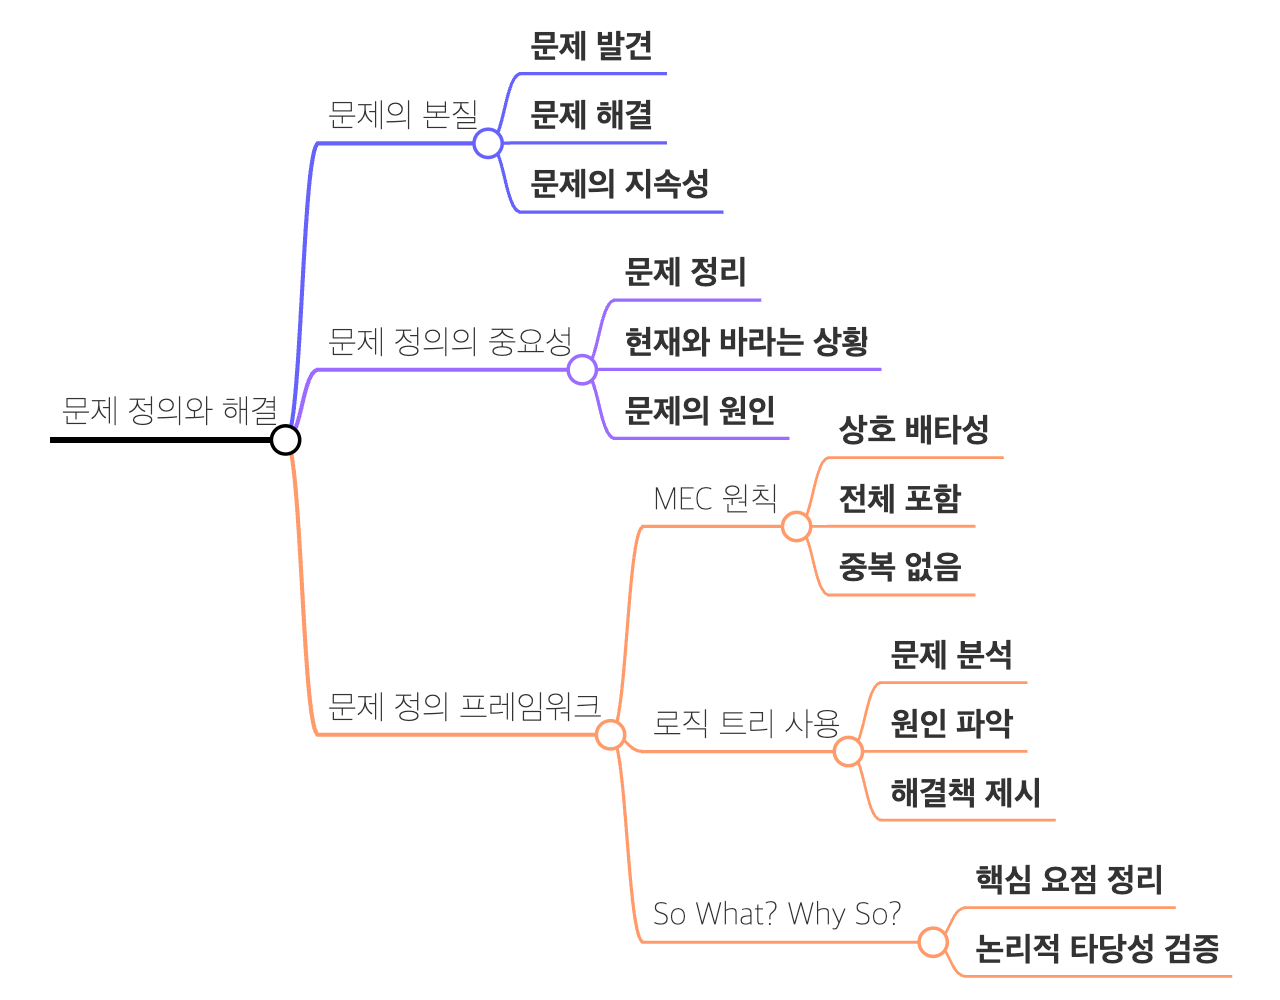 문제 정의와 해결
문제의 본질
문제 발견
문제 해결
문제의 지속성
문제 정의의 중요성
문제 정리
현재와 바라는 상황
문제의 원인
문제 정의 프레임워크
MEC 원칙
상호 배타성
전체 포함
중복 없음
로직 트리 사용
문제 분석
원인 파악
해결책 제시
So What? Why So?
핵심 요점 정리
논리적 타당성 검증